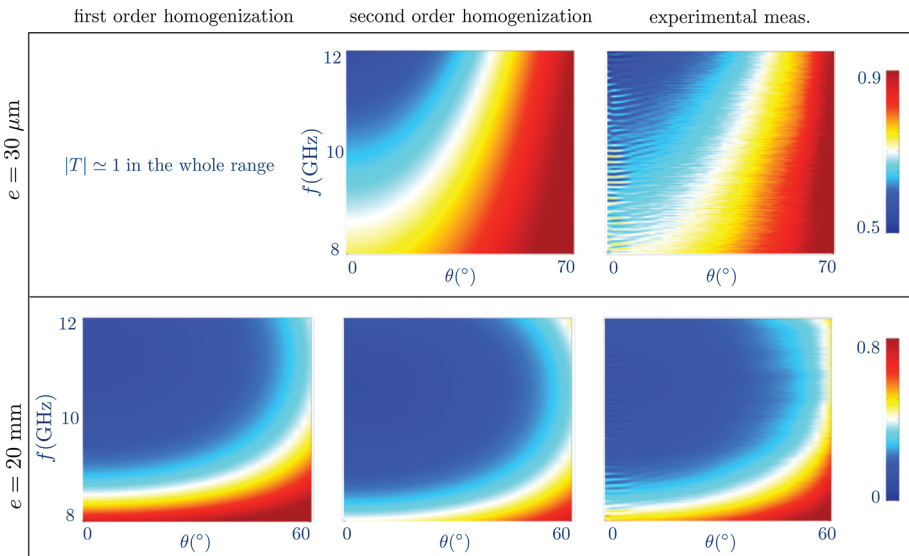 first order homogenization second order homogenization experimental meas.
e = 30 μm
|T| ≃ 1 in the whole range
12
10
8
f(GHz)
0 70
θ(°)
0 70
θ(°)
0.9
0.5
e = 20 mm
12
10
8
f(GHz)
0 60
θ(°)
0 60
θ(°)
0 60
θ(°)
0.8
0